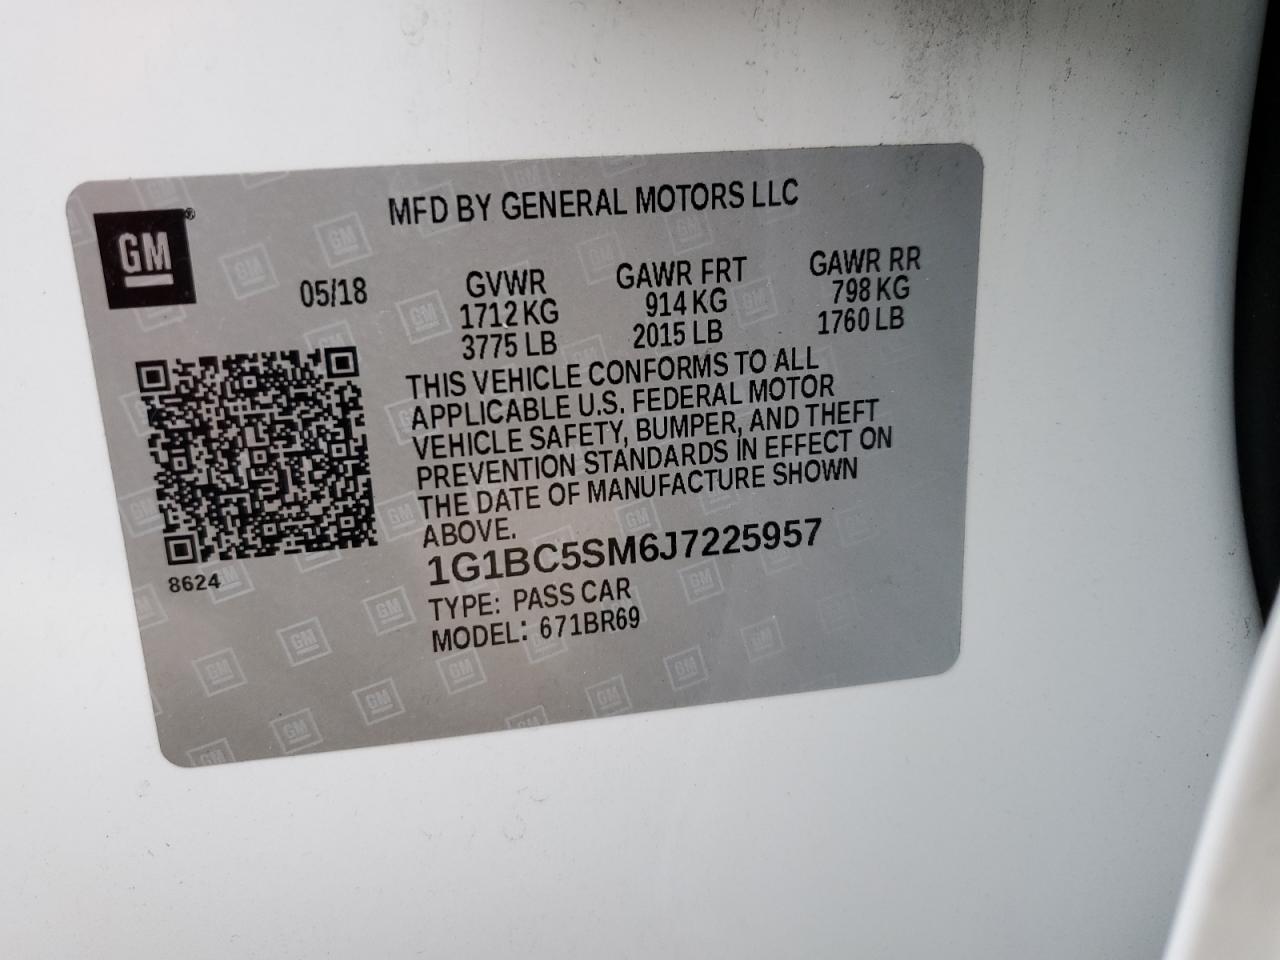 GM®
MFD BY GENERAL MOTORS LLC
05/18
GVWR
1712 KG
3775 LB
GAWR FRT
914 KG
2015 LB
GAWR RR
798 KG
1760 LB
THIS VEHICLE CONFORMS TO ALL
APPLICABLE U.S. FEDERAL MOTOR
VEHICLE SAFETY, BUMPER, AND THEFT
PREVENTION STANDARDS IN EFFECT ON
THE DATE OF MANUFACTURE SHOWN
ABOVE.
1G1BC5SM6J7225957
TYPE: PASS CAR
MODEL: 671BR69
8624